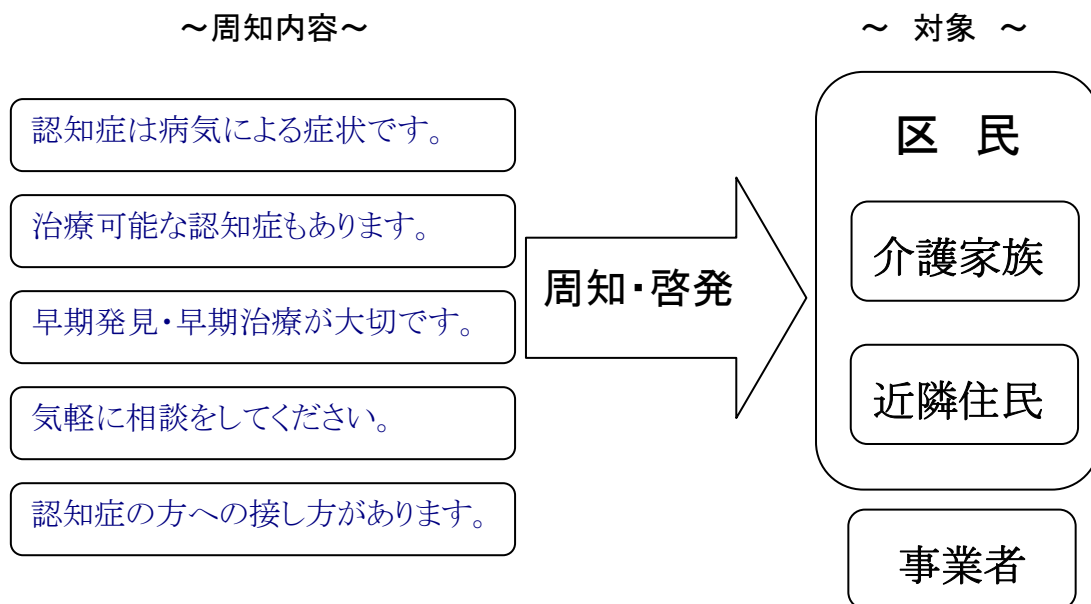 ～周知内容～
認知症は病気による症状です。
治療可能な認知症もあります。
早期発見・早期治療が大切です。
気軽に相談をしてください。
認知症の方への接し方があります。
周知・啓発
～ 対象 ～
区 民
介護家族
近隣住民
事業者